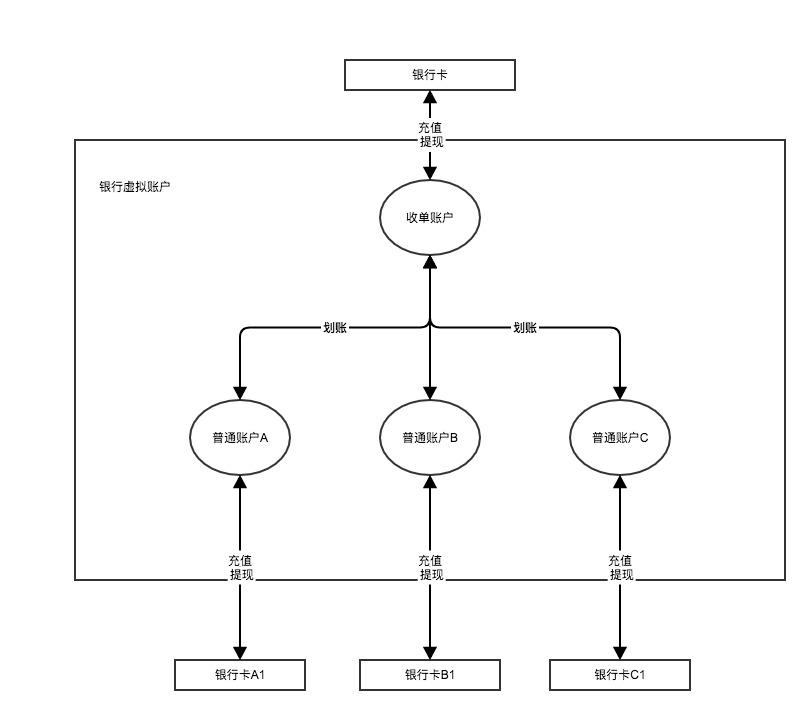 银行卡
充值
提现
银行虚拟账户
收单账户
划账
划账
普通账户A
普通账户B
普通账户C
充值
提现
充值
提现
充值
提现
银行卡A1
银行卡B1
银行卡C1